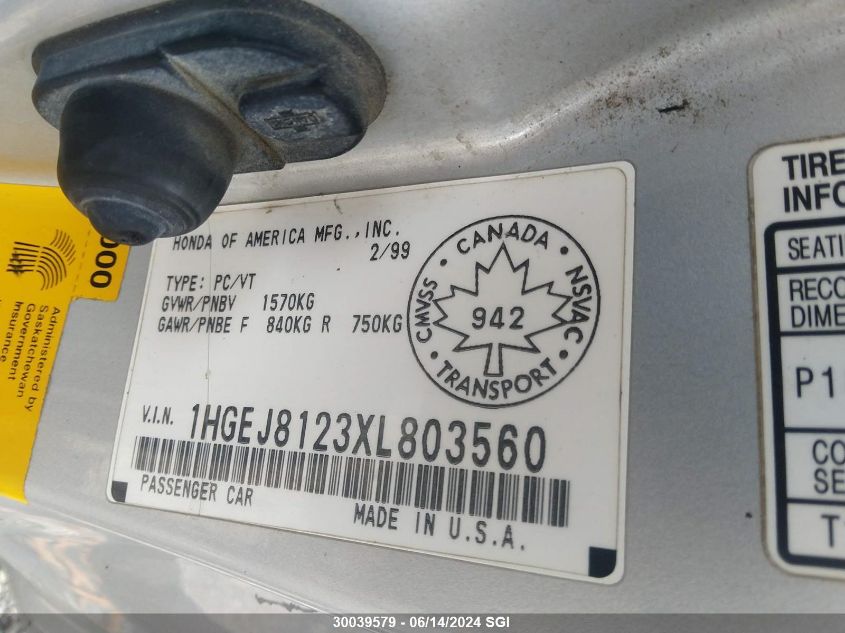 HONDA OF AMERICA MFG., INC.
2/99
TYPE: PC/VT
GVWR/PNBV 1570KG
GAWR/PNBE F 840KG R 750KG
CANADA
CMVSS
NSVAC
942
TRANSPORT
V.I.N. 1HGEJ8123XL803560
PASSENGER CAR
MADE IN U.S.A.
000
Administered by
Saskatchewan
Government
Insurance
TIRE
INFO
SEATI
RECO
DIME
P1
CO
SE
T
30039579 - 06/14/2024 SGI